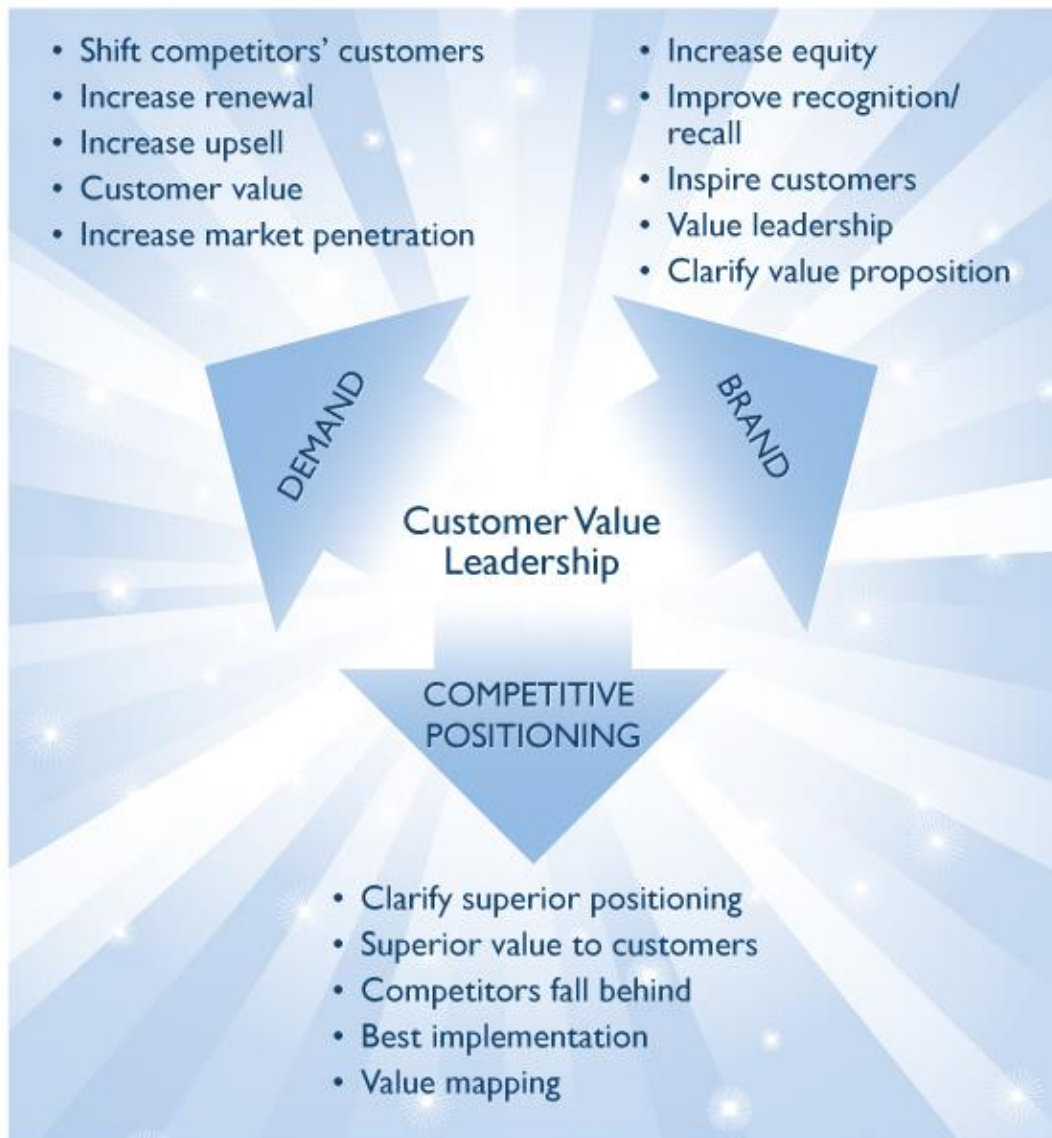 • Shift competitors’ customers
• Increase renewal
• Increase upsell
• Customer value
• Increase market penetration
• Increase equity
• Improve recognition/
recall
• Inspire customers
• Value leadership
• Clarify value proposition
DEMAND
BRAND
Customer Value
Leadership
COMPETITIVE
POSITIONING
• Clarify superior positioning
• Superior value to customers
• Competitors fall behind
• Best implementation
• Value mapping